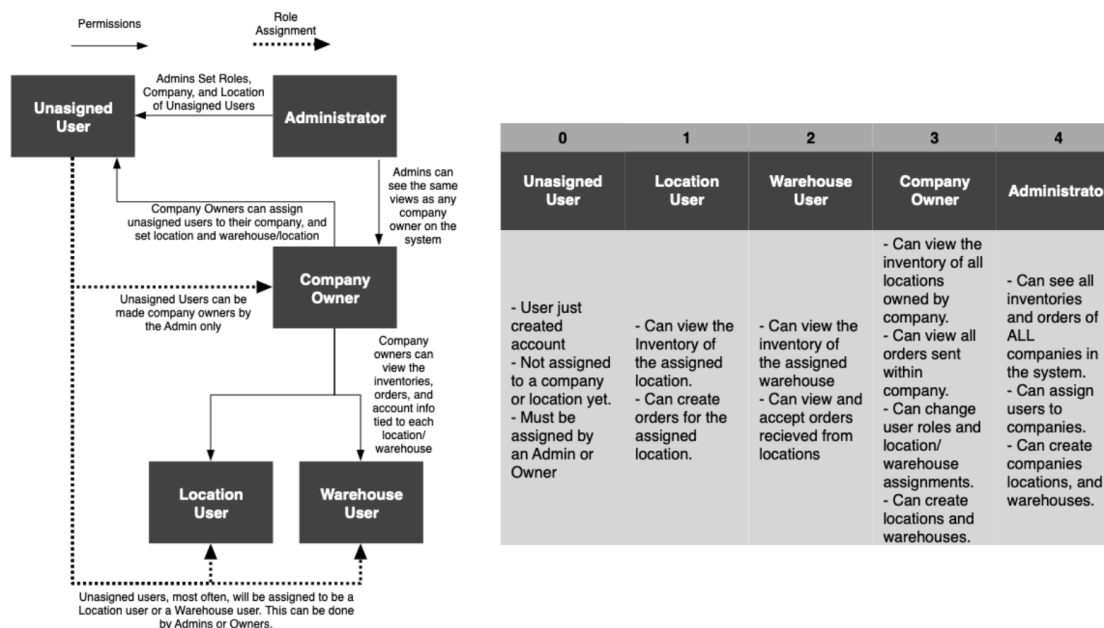 Permissions
Role
Assignment
Unasigned
User
Admins Set Roles,
Company, and Location
of Unasigned Users
Administrator
Admins can
see the same
views as any
company
owner on the
system
Company Owners can assign
unasigned users to their company, and
set location and warehouse/location
Company
Owner
Unasigned Users can be
made company owners by
the Admin only
Company
owners can
view the
inventories,
orders, and
account info
tied to each
location/
warehouse
Location
User
Warehouse
User
Unasigned users, most often, will be assigned to be a
Location user or a Warehouse user. This can be done
by Admins or Owners.
0
1
2
3
4
Unasigned
User
Location
User
Warehouse
User
Company
Owner
Administrato
- User just
created
account
- Not assigned
to a company
or location yet.
- Must be
assigned by
an Admin or
Owner
- Can view the
Inventory of
the assigned
location.
- Can create
orders for the
assigned
location.
- Can view the
inventory of
the assigned
warehouse
- Can view and
accept orders
recieved from
locations
- Can view the
inventory of all
locations
owned by
company.
- Can view all
orders sent
within
company.
- Can change
user roles and
location/
warehouse
assignments.
- Can create
locations and
warehouses.
- Can see all
inventories
and orders of
ALL
companies in
the system.
- Can assign
users to
companies.
- Can create
companies
locations, and
warehouses.